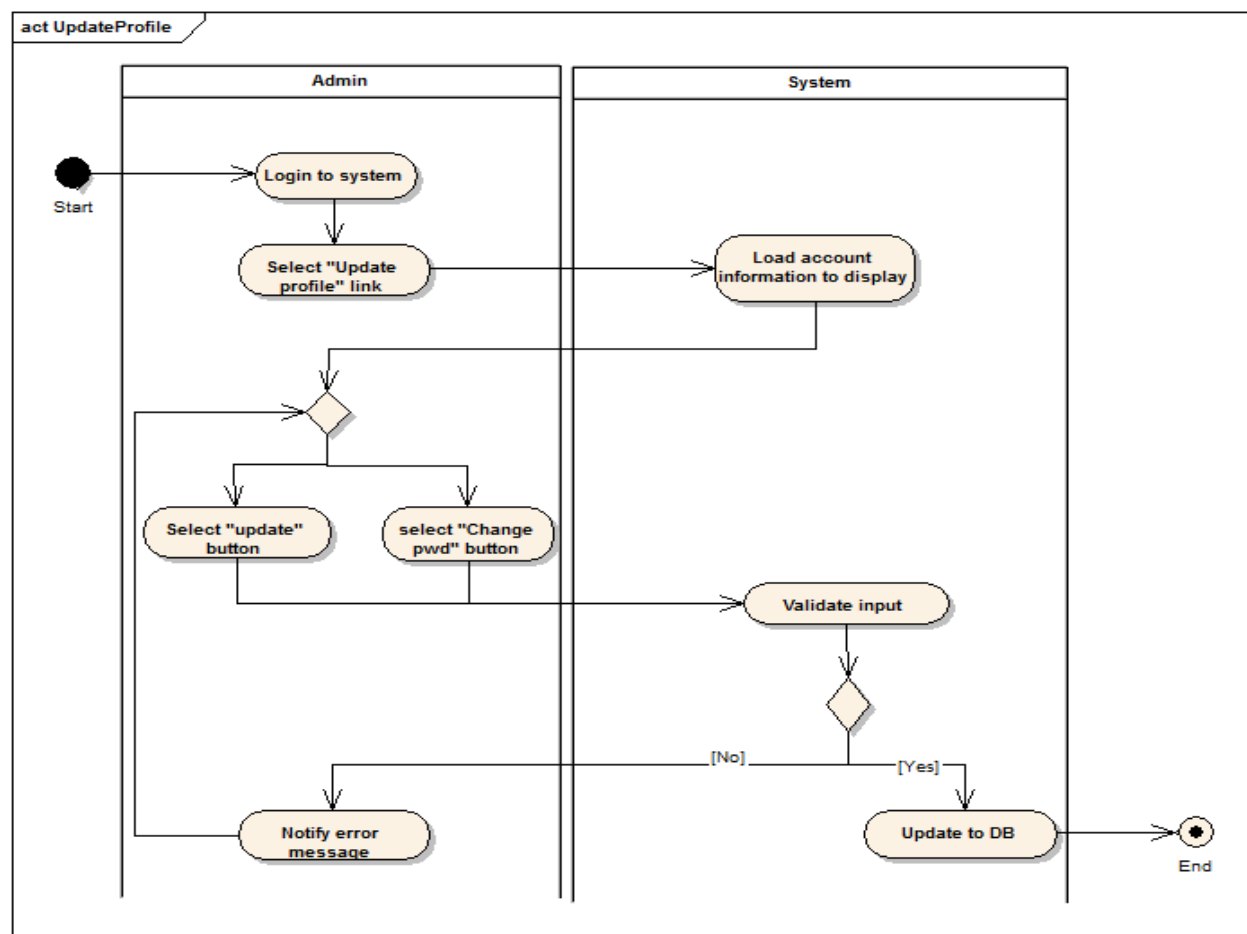 act UpdateProfile
Admin
System
Login to system
Start
Select "Update
profile" link
Load account
information to display
Select "update"
button
select "Change
pwd" button
Validate input
[No]
[Yes]
Notify error
message
Update to DB
End